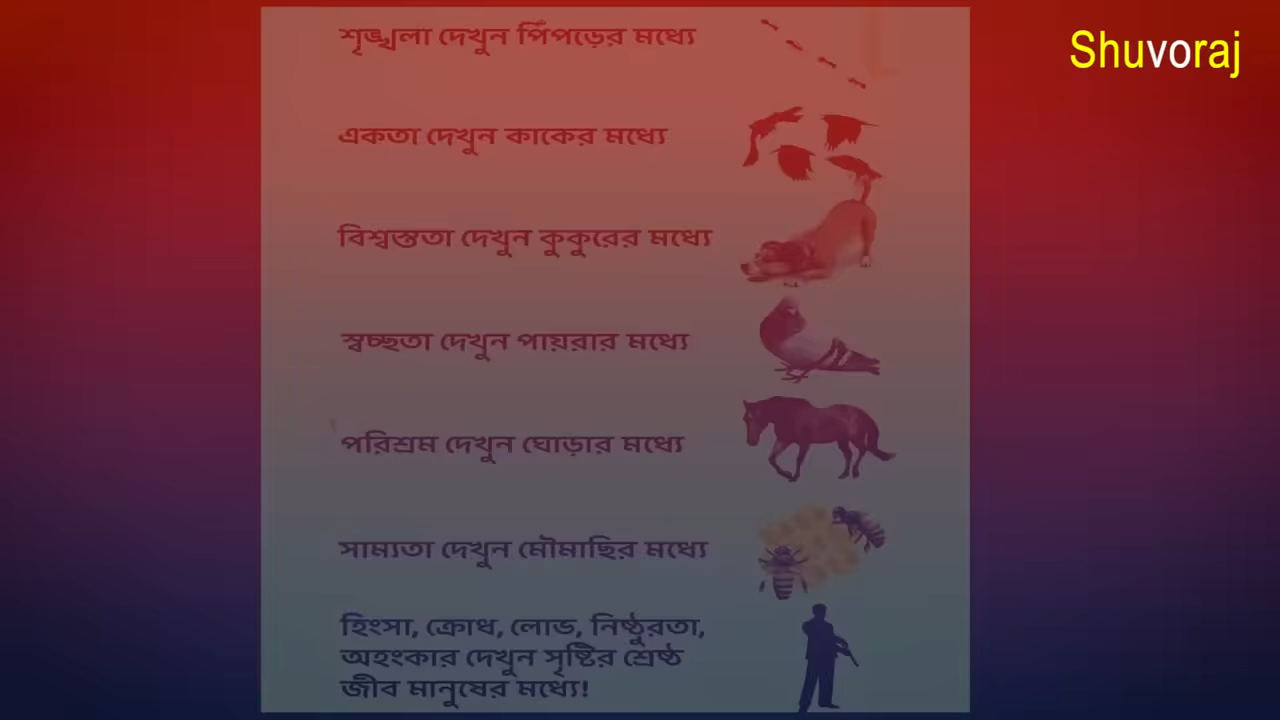 Shuvoraj
শৃঙ্খলা দেখুন পিঁপড়ের মধ্যে
একতা দেখুন কাকের মধ্যে
বিশ্বস্ততা দেখুন কুকুরের মধ্যে
স্বচ্ছতা দেখুন পায়রার মধ্যে
পরিশ্রম দেখুন ঘোড়ার মধ্যে
সাম্যতা দেখুন মৌমাছির মধ্যে
হিংসা, ক্রোধ, লোভ, নিষ্ঠুরতা,
অহংকার দেখুন সৃষ্টির শ্রেষ্ঠ
জীব মানুষের মধ্যে!